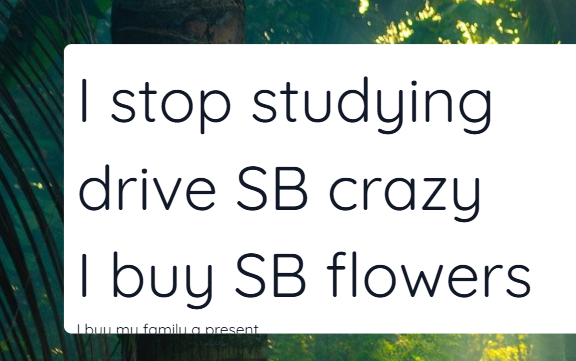 I stop studying
drive SB crazy
I buy SB flowers
I buy my family a present